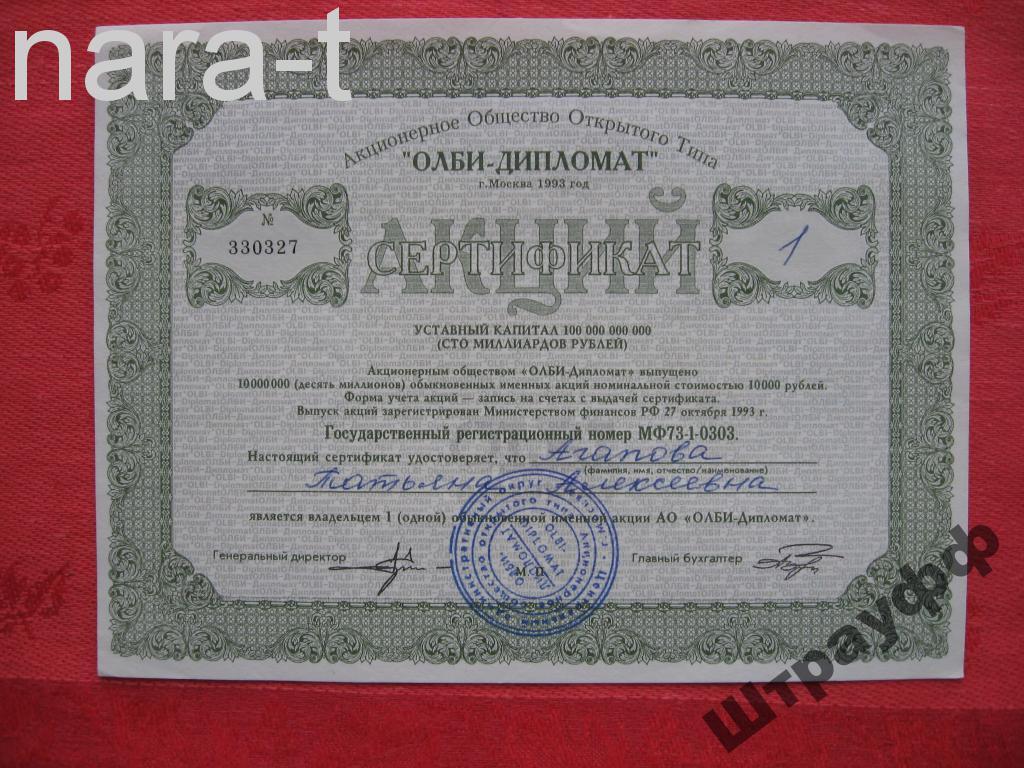 nara-t
Акционерное Общество Открытого Типа
"ОЛБИ-ДИПЛОМАТ"
г.Москва 1993 год
№
330327
АКЦИЙ
СЕРТИФИКАТ
1
УСТАВНЫЙ КАПИТАЛ 100 000 000 000
(СТО МИЛЛИАРДОВ РУБЛЕЙ)
Акционерным обществом «ОЛБИ-Дипломат» выпущено
10000000 (десять миллионов) обыкновенных именных акций номинальной стоимостью 10000 рублей.
Форма учета акций — запись на счетах с выдачей сертификата.
Выпуск акций зарегистрирован Министерством финансов РФ 27 октября 1993 г.
Государственный регистрационный номер МФ73-1-0303.
Настоящий сертификат удостоверяет, что Агапова
(фамилия, имя, отчество/наименование)
Татьяна Алексеевна
является владельцем 1 (одной) обыкновенной именной акции АО «ОЛБИ-Дипломат».
Генеральный директор
Главный бухгалтер
М.П.
OLBI-
DIPLOMAT
штрауфф